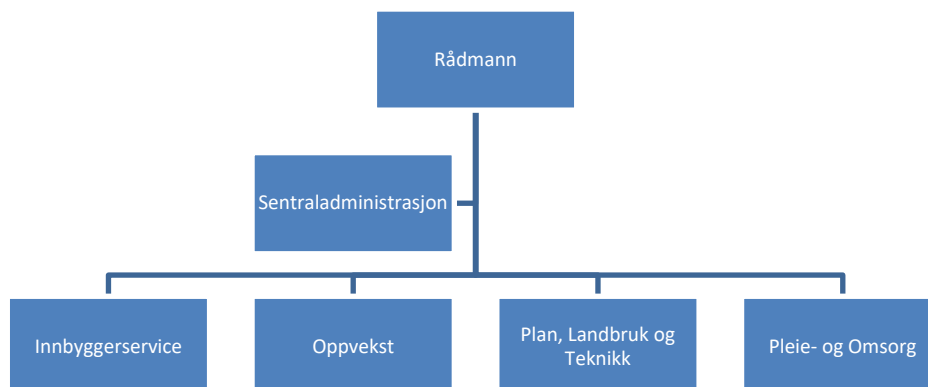 Rådmann
Sentraladministrasjon
Innbyggerservice
Oppvekst
Plan, Landbruk og
Teknikk
Pleie- og Omsorg